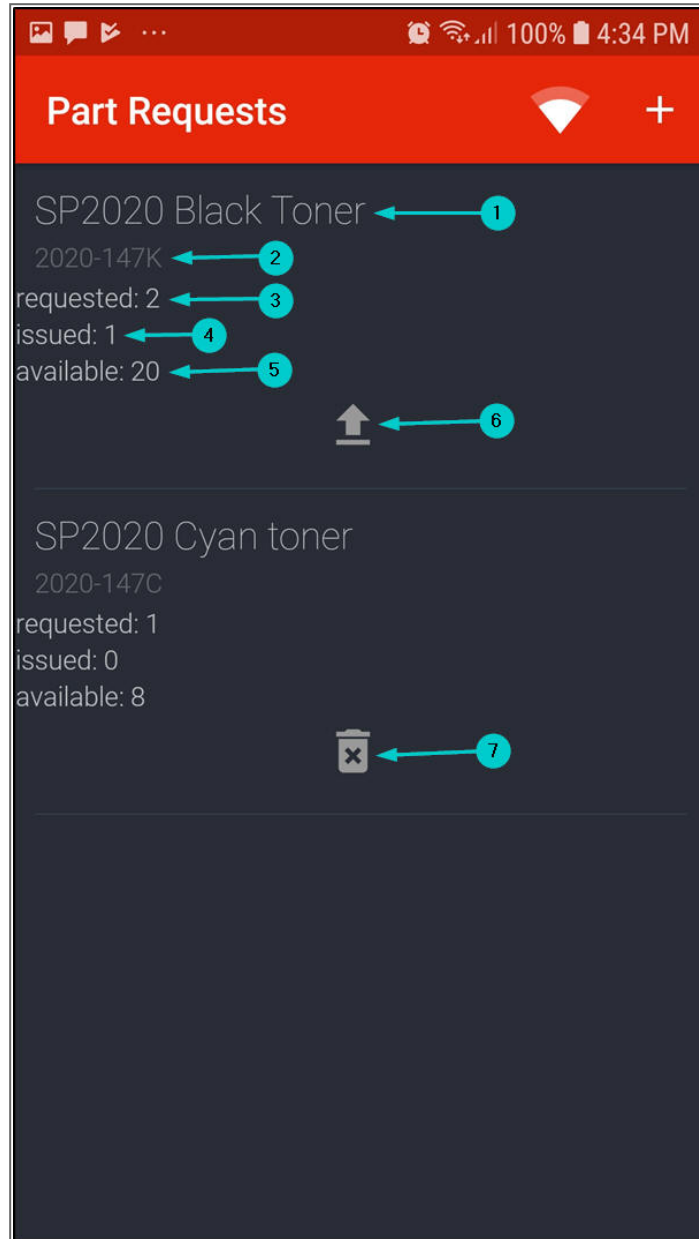 100% 4:34 PM
Part Requests +
SP2020 Black Toner 1
2020-147K 2
requested: 2 3
issued: 1 4
available: 20 5
6
SP2020 Cyan toner
2020-147C
requested: 1
issued: 0
available: 8
7